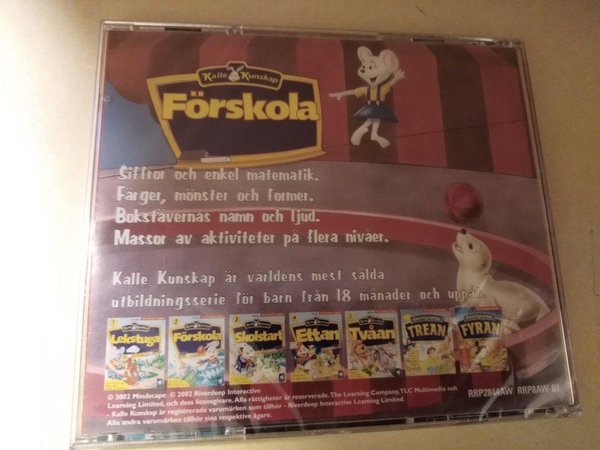 Kalle Kunskap
Förskola
Siffror och enkel matematik.
Färger, mönster och former.
Bokstävernas namn och ljud.
Massor av aktiviteter på flera nivåer.
Kalle Kunskap är världens mest sålda
utbildningsserie för barn från 18 månader och uppåt.
Lekstuga Förskola Skolstart Ettan Tvåan TREAN FYRAN
© 2002 Mindscape. © 2002 Riverdeep Interactive
Learning Limited, och dess licensgivare. Alla rättigheter är reserverade. The Learning Company, TLC Multimedia och
- Kalle Kunskap är registrerade varumärken som tillhör - Riverdeep Interactive Learning Limited.
Alla andra varumärken tillhör sina respektive ägare.
RRP2844AW RRP8AW-BI